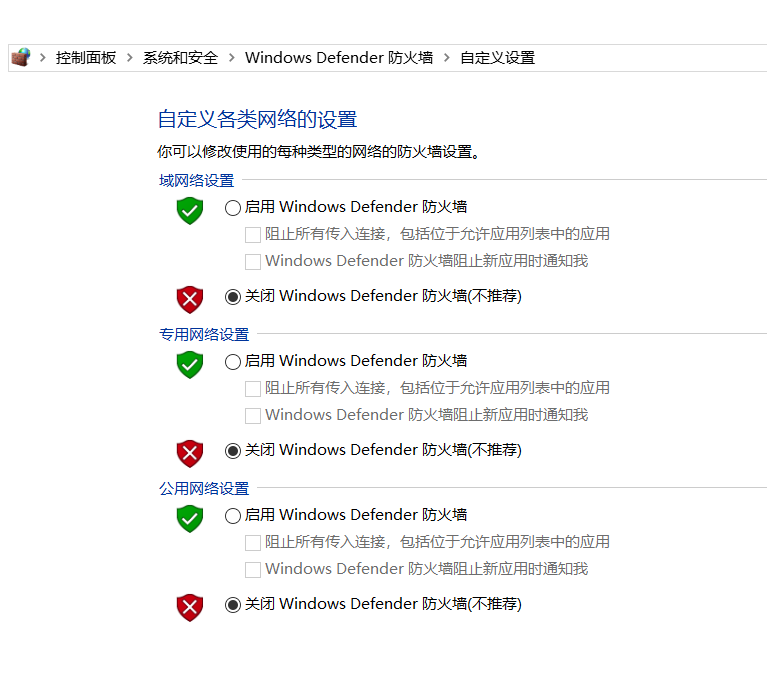 控制面板 > 系统和安全 > Windows Defender 防火墙 > 自定义设置
自定义各类网络的设置
你可以修改使用的每种类型的网络的防火墙设置。
域网络设置
启用 Windows Defender 防火墙
阻止所有传入连接，包括位于允许应用列表中的应用
Windows Defender 防火墙阻止新应用时通知我
关闭 Windows Defender 防火墙(不推荐)
专用网络设置
启用 Windows Defender 防火墙
阻止所有传入连接，包括位于允许应用列表中的应用
Windows Defender 防火墙阻止新应用时通知我
关闭 Windows Defender 防火墙(不推荐)
公用网络设置
启用 Windows Defender 防火墙
阻止所有传入连接，包括位于允许应用列表中的应用
Windows Defender 防火墙阻止新应用时通知我
关闭 Windows Defender 防火墙(不推荐)